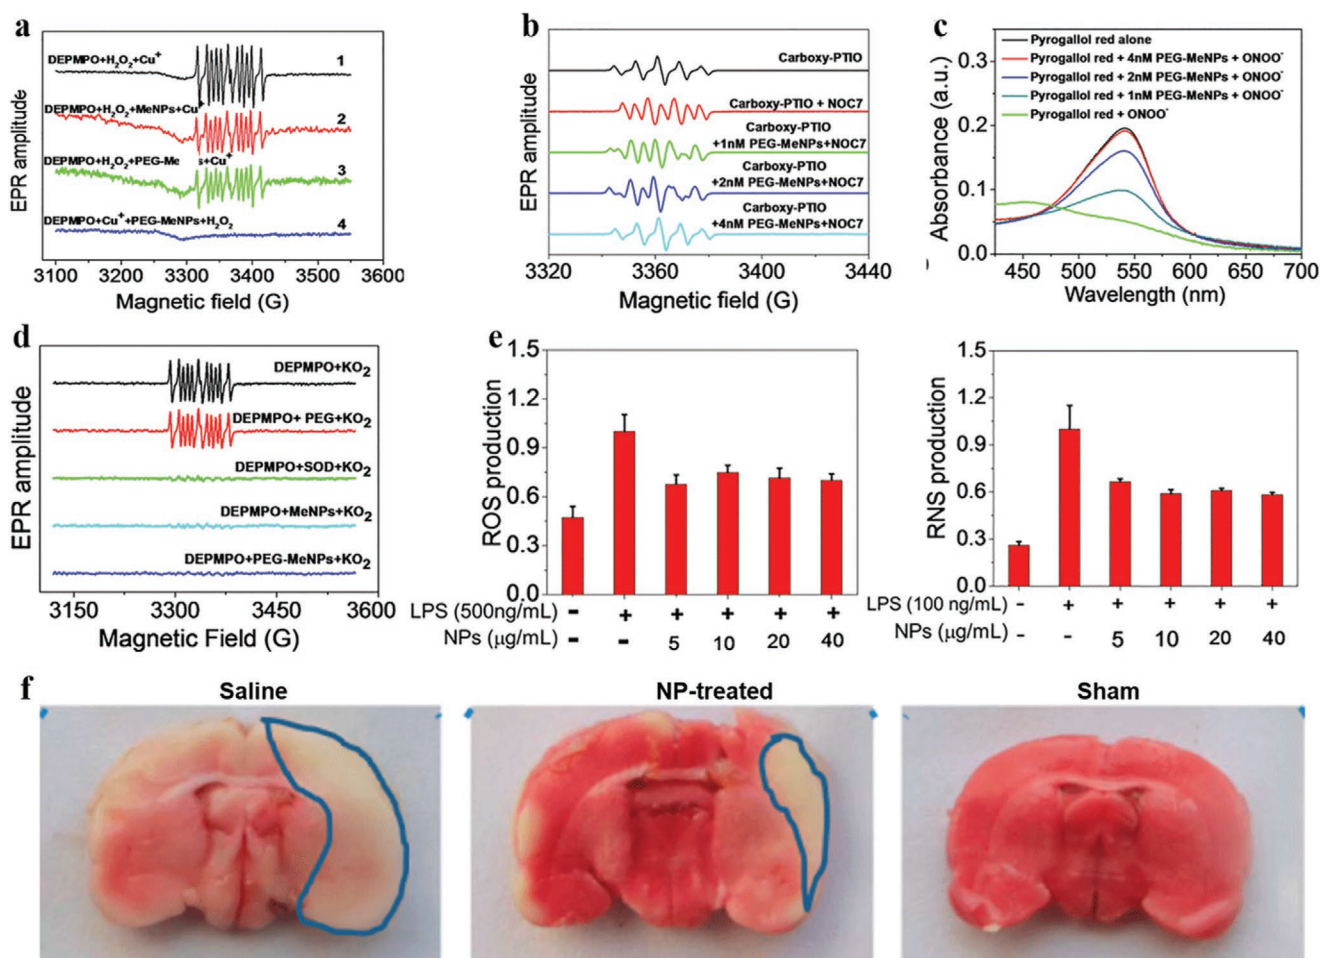 a
DEPMPO+H₂O₂+Cu⁺
1
DEPMPO+H₂O₂+MeNPs+Cu⁺
2
DEPMPO+H₂O₂+PEG-Me s+Cu⁺
3
DEPMPO+Cu⁺+PEG-MeNPs+H₂O₂
4
EPR amplitude
3100 3200 3300 3400 3500 3600
Magnetic field (G)
b
Carboxy-PTIO
Carboxy-PTIO + NOC7
Carboxy-PTIO
+1nM PEG-MeNPs+NOC7
Carboxy-PTIO
+2nM PEG-MeNPs+NOC7
Carboxy-PTIO
+4nM PEG-MeNPs+NOC7
EPR amplitude
3320 3360 3400 3440
Magnetic field (G)
c
Pyrogallol red alone
Pyrogallol red + 4nM PEG-MeNPs + ONOO⁻
Pyrogallol red + 2nM PEG-MeNPs + ONOO⁻
Pyrogallol red + 1nM PEG-MeNPs + ONOO⁻
Pyrogallol red + ONOO⁻
Absorbance (a.u.)
0.3
0.2
0.1
0.0
450 500 550 600 650 700
Wavelength (nm)
d
DEPMPO+KO₂
DEPMPO+ PEG+KO₂
DEPMPO+SOD+KO₂
DEPMPO+MeNPs+KO₂
DEPMPO+PEG-MeNPs+KO₂
EPR amplitude
3150 3300 3450 3600
Magnetic Field (G)
e
ROS production
1.5
1.2
0.9
0.6
0.3
0.0
LPS (500ng/mL) - + + + + +
NPs (μg/mL) - - 5 10 20 40
RNS production
1.5
1.2
0.9
0.6
0.3
0.0
LPS (100 ng/mL) - + + + + +
NPs (μg/mL) - - 5 10 20 40
f
Saline
NP-treated
Sham